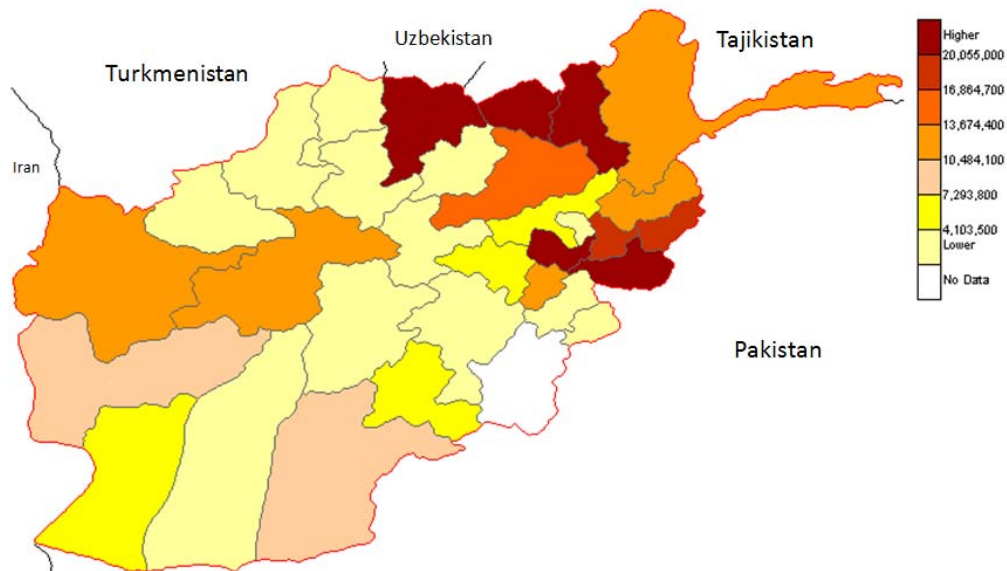 Uzbekistan
Tajikistan
Turkmenistan
Iran
Pakistan
Higher
20,055,000
16,864,700
13,674,400
10,484,100
7,293,800
4,103,500
Lower
No Data